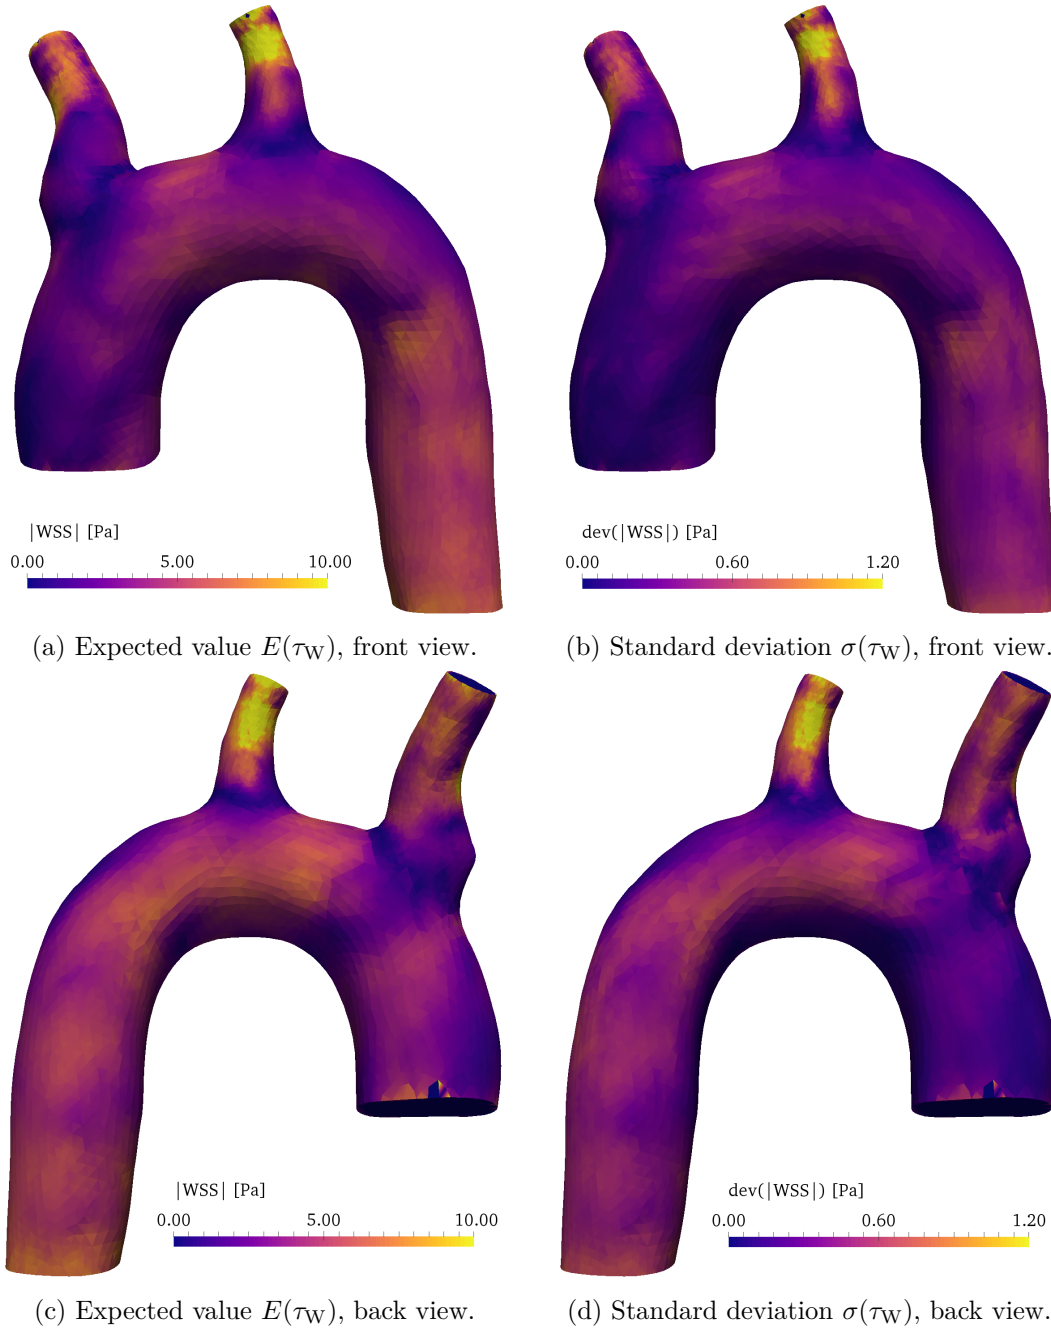 |WSS| [Pa]
0.00 5.00 10.00
dev(|WSS|) [Pa]
0.00 0.60 1.20
(a) Expected value E(τW), front view.
(b) Standard deviation σ(τW), front view.
|WSS| [Pa]
0.00 5.00 10.00
dev(|WSS|) [Pa]
0.00 0.60 1.20
(c) Expected value E(τW), back view.
(d) Standard deviation σ(τW), back view.